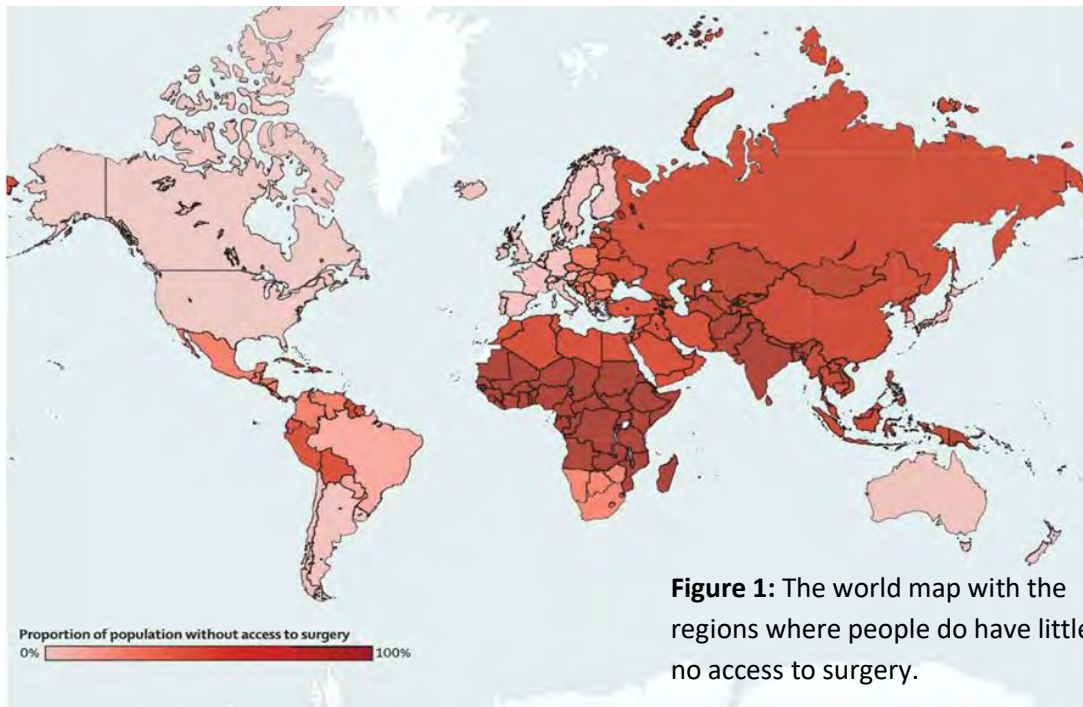 Figure 1: The world map with the
regions where people do have little
no access to surgery.
Proportion of population without access to surgery
0% 100%